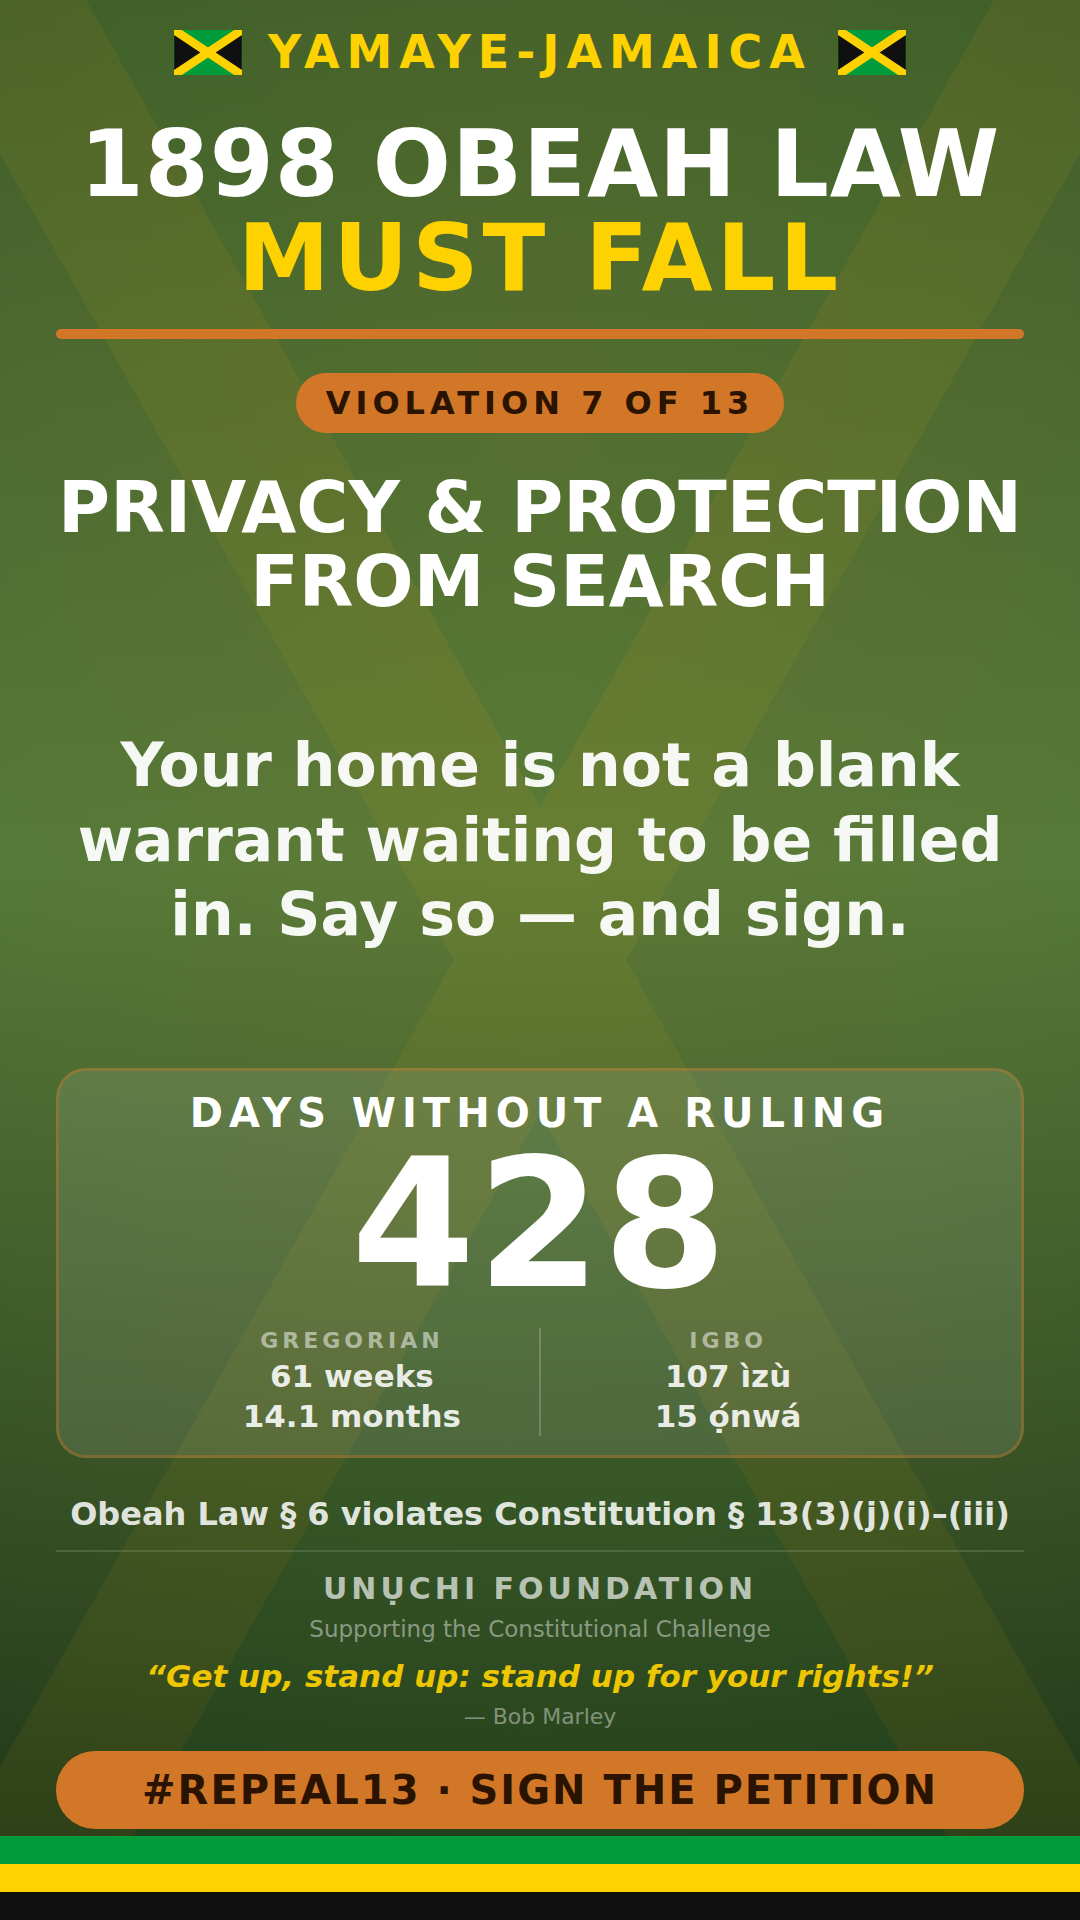 YAMAYE-JAMAICA
1898 OBEAH LAW
MUST FALL
VIOLATION 7 OF 13
PRIVACY & PROTECTION
FROM SEARCH
Your home is not a blank
warrant waiting to be filled
in. Say so — and sign.
DAYS WITHOUT A RULING
428
GREGORIAN
61 weeks
14.1 months
IGBO
107 ìzù
15 ọ́nwá
Obeah Law § 6 violates Constitution § 13(3)(j)(i)–(iii)
UNỤCHI FOUNDATION
Supporting the Constitutional Challenge
“Get up, stand up: stand up for your rights!”
— Bob Marley
#REPEAL13 · SIGN THE PETITION